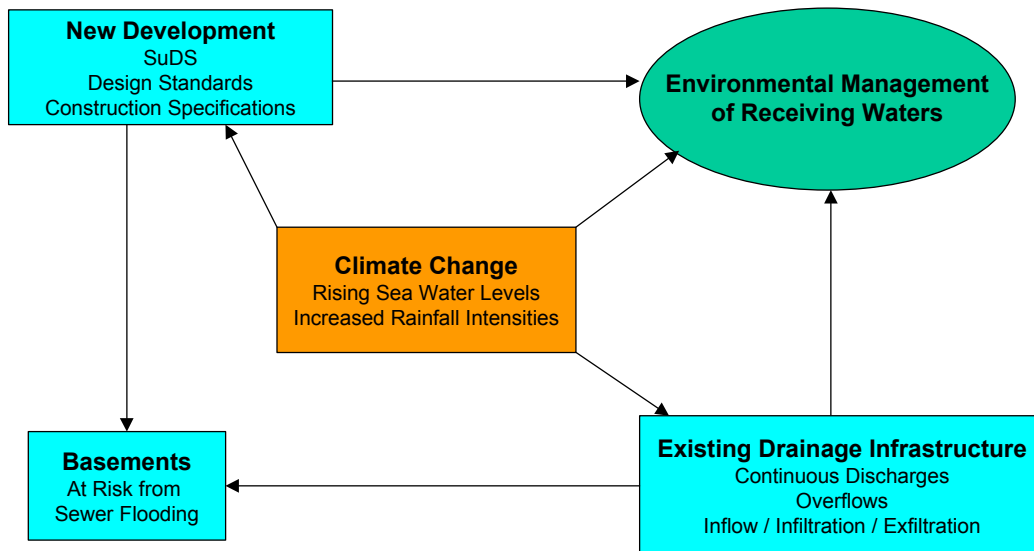 New Development
SuDS
Design Standards
Construction Specifications
Environmental Management
of Receiving Waters
Climate Change
Rising Sea Water Levels
Increased Rainfall Intensities
Basements
At Risk from
Sewer Flooding
Existing Drainage Infrastructure
Continuous Discharges
Overflows
Inflow / Infiltration / Exfiltration